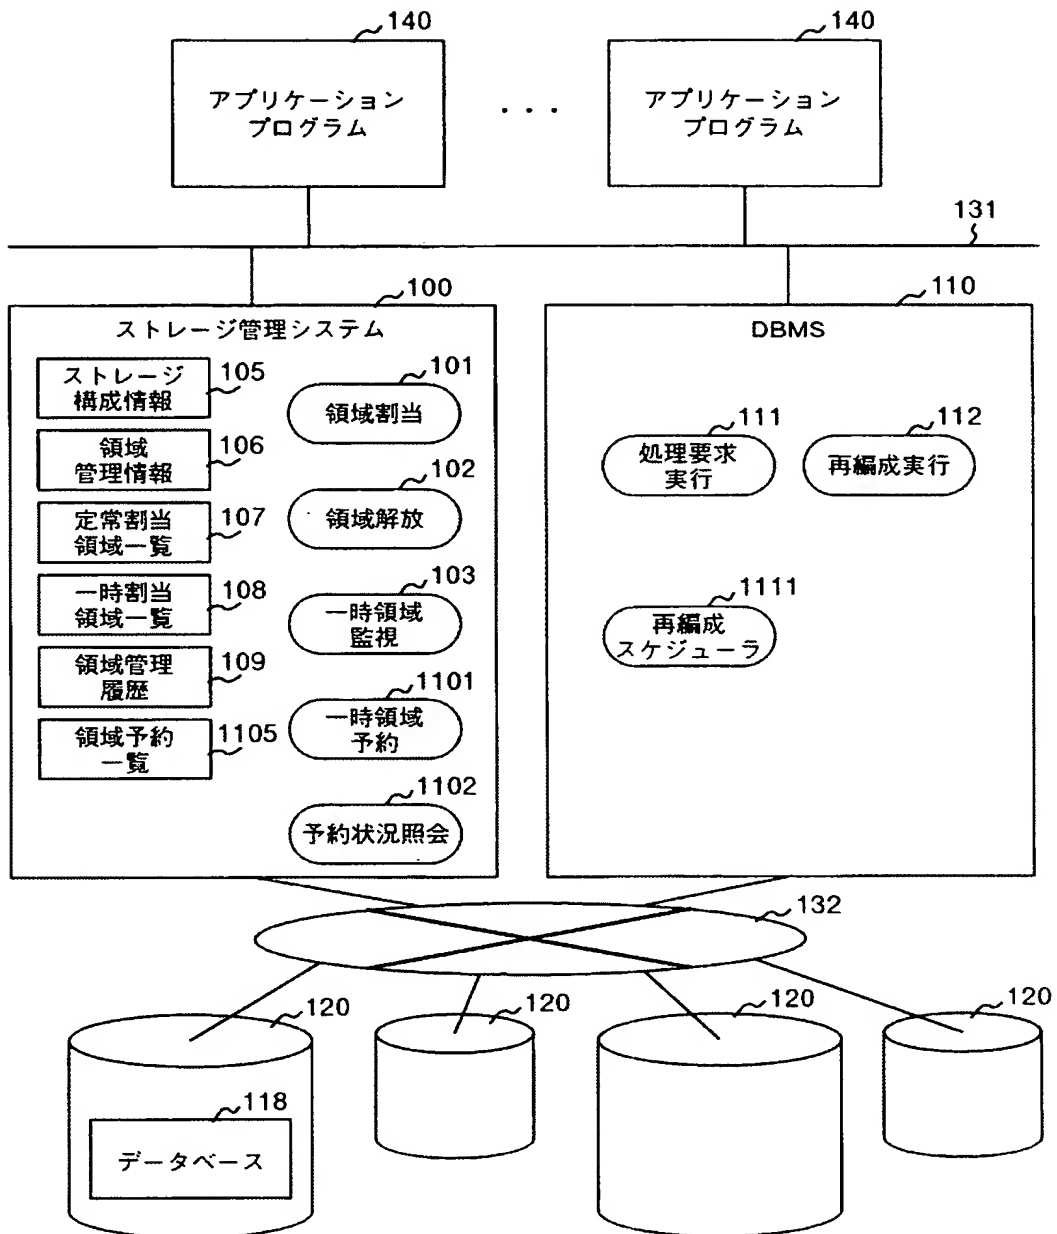 140
140
アプリケーション
プログラム
・・・
アプリケーション
プログラム
131
100
110
ストレージ管理システム
DBMS
ストレージ
構成情報
105
101
領域割当
領域
管理情報
106
111
処理要求
実行
112
再編成実行
定常割当
領域一覧
107
102
領域解放
一時割当
領域一覧
108
103
一時領域
監視
1111
再編成
スケジューラ
領域管理
履歴
109
1101
一時領域
予約
領域予約
一覧
1105
1102
予約状況照会
132
120
120
120
120
118
データベース